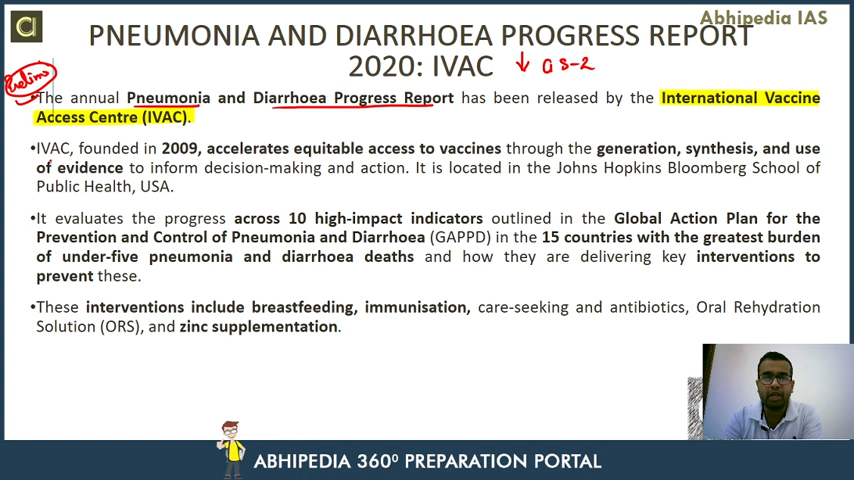 Abhipedia IAS
PNEUMONIA AND DIARRHOEA PROGRESS REPORT
2020: IVAC ↓ GS-2
Prelims
•The annual Pneumonia and Diarrhoea Progress Report has been released by the International Vaccine
Access Centre (IVAC).
•IVAC, founded in 2009, accelerates equitable access to vaccines through the generation, synthesis, and use
of evidence to inform decision-making and action. It is located in the Johns Hopkins Bloomberg School of
Public Health, USA.
•It evaluates the progress across 10 high-impact indicators outlined in the Global Action Plan for the
Prevention and Control of Pneumonia and Diarrhoea (GAPPD) in the 15 countries with the greatest burden
of under-five pneumonia and diarrhoea deaths and how they are delivering key interventions to
prevent these.
•These interventions include breastfeeding, immunisation, care-seeking and antibiotics, Oral Rehydration
Solution (ORS), and zinc supplementation.
ABHIPEDIA 360⁰ PREPARATION PORTAL